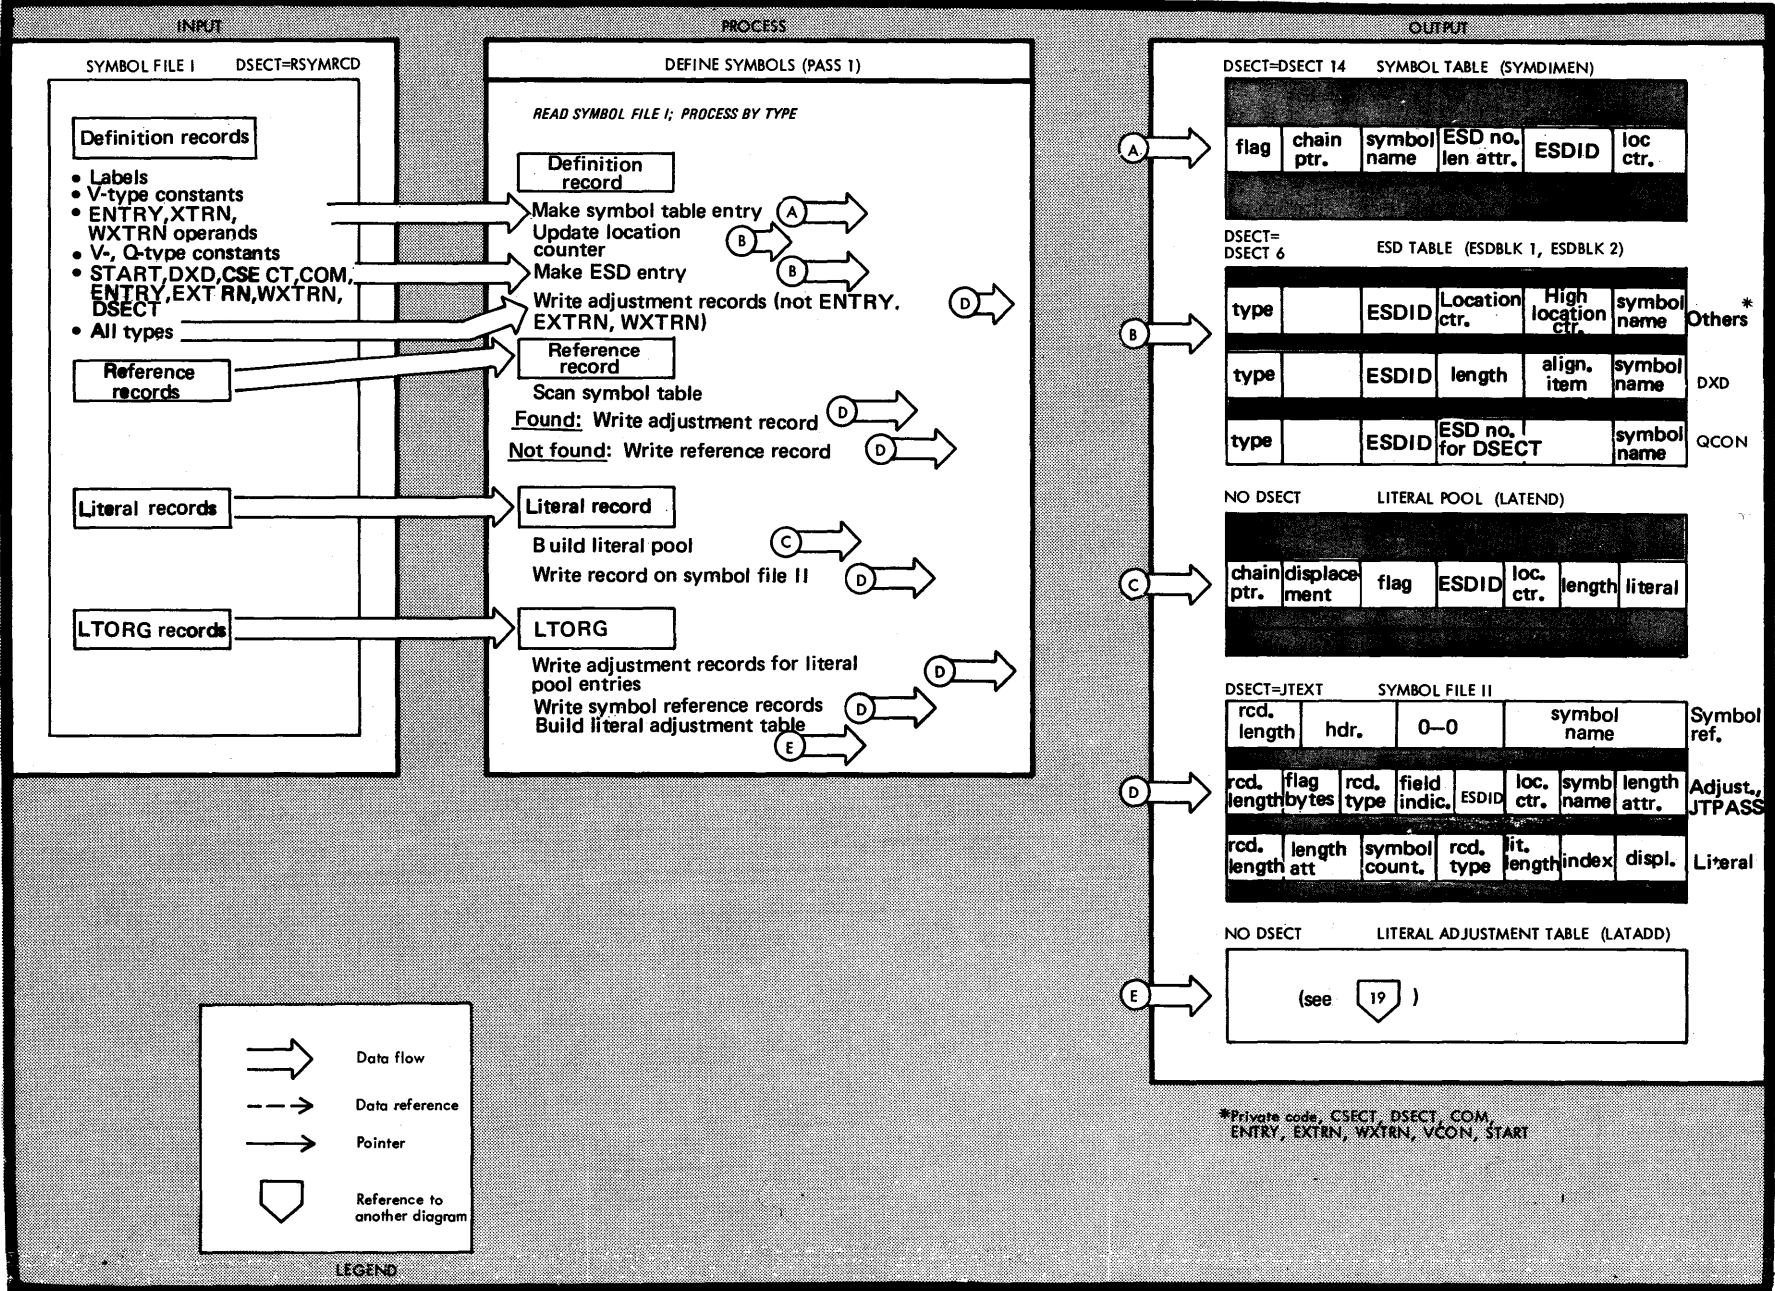 INPUT
SYMBOL FILE I DSECT=RSYMRCD
Definition records
• Labels
• V-type constants
• ENTRY,XTRN,
WXTRN operands
• V-, Q-type constants
• START,DXD,CSECT,COM,
ENTRY,EXTRN,WXTRN,
DSECT
• All types
Reference
records
Literal records
LTORG records
PROCESS
DEFINE SYMBOLS (PASS 1)
READ SYMBOL FILE I; PROCESS BY TYPE
Definition
record
Make symbol table entry A
Update location
counter B
Make ESD entry B
Write adjustment records (not ENTRY.
EXTRN, WXTRN) D
Reference
record
Scan symbol table
Found: Write adjustment record D
Not found: Write reference record D
Literal record
Build literal pool C
Write record on symbol file II D
LTORG
Write adjustment records for literal
pool entries D
Write symbol reference records D
Build literal adjustment table
E
OUTPUT
DSECT=DSECT 14 SYMBOL TABLE (SYMDIMEN)
A
flag
chain
ptr.
symbol
name
ESD no.
len attr.
ESDID
loc
ctr.
DSECT=
DSECT 6
ESD TABLE (ESDBLK 1, ESDBLK 2)
B
type
ESDID
Location
ctr.
High
location
ctr.
symbol
name
Others*
type
ESDID
length
align.
item
symbol
name
DXD
type
ESDID
ESD no.
for DSECT
symbol
name
QCON
NO DSECT LITERAL POOL (LATEND)
C
chain
ptr.
displace-
ment
flag
ESDID
loc.
ctr.
length
literal
DSECT=JTEXT SYMBOL FILE II
rcd.
length
hdr.
0—0
symbol
name
Symbol
ref.
D
rcd.
length
flag
bytes
rcd.
type
field
indic.
ESDID
loc.
ctr.
symb
name
length
attr.
Adjust.,
JTPASS
rcd.
length
length
att
symbol
count.
rcd.
type
lit.
length
index
displ.
Literal
NO DSECT LITERAL ADJUSTMENT TABLE (LATADD)
E
(see 19 )
*Private code, CSECT, DSECT, COM,
ENTRY, EXTRN, WXTRN, VCON, START
Data flow
Data reference
Pointer
Reference to
another diagram
LEGEND